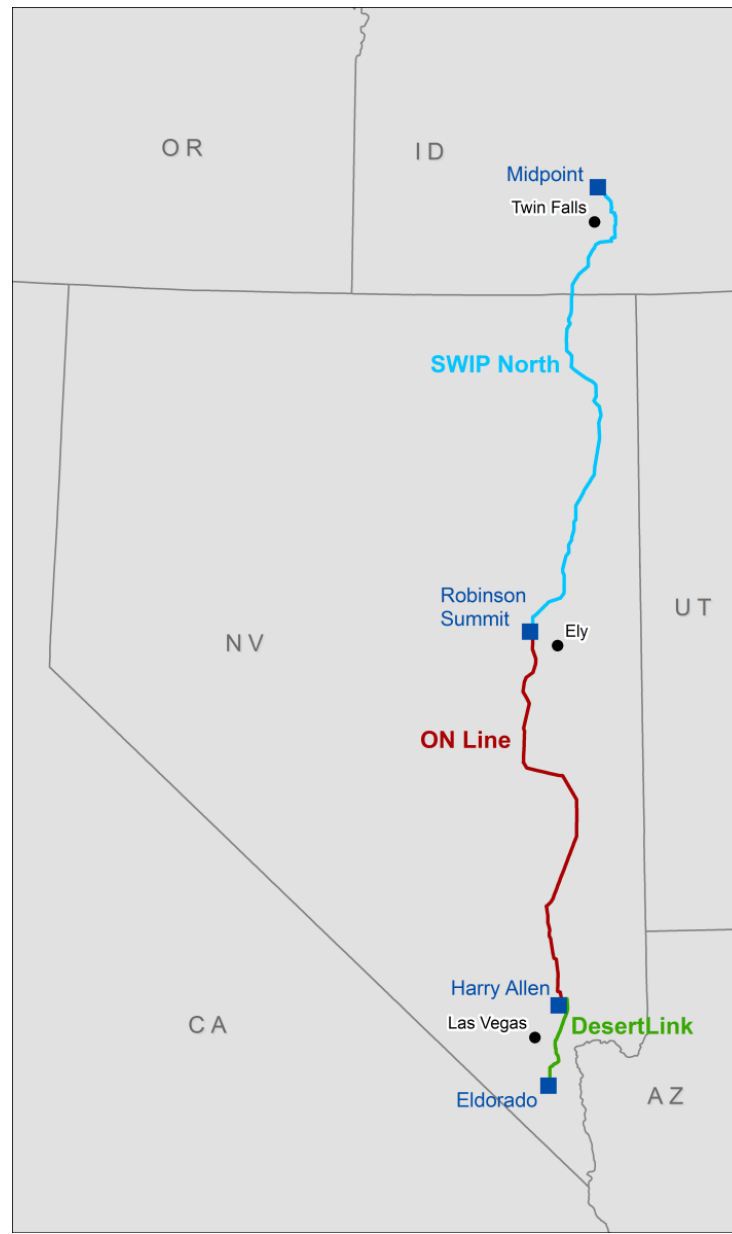 OR
ID
Midpoint
Twin Falls
SWIP North
Robinson
Summit
Ely
UT
NV
ON Line
Harry Allen
Las Vegas
DesertLink
CA
Eldorado
AZ